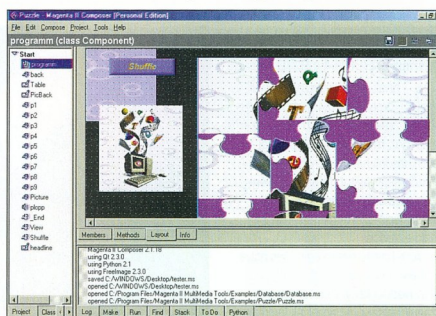 Puzzle - Magenta II Composer [Personal Edition]
File Edit Compose Project Tools Help
programm (class Component)
Start
programm
back
Table
PicBack
p1
p2
p3
p4
p5
p6
p7
p8
p9
Picture
plopp
_End
View
Shuffle
headline
Shuffle
Members Methods Layout Info
Magenta II Composer 2.1.18
using Qt 2.3.0
using Python 2.1
using FreeImage 2.3.0
saved C:/WINDOWS/Desktop/tester.ms
opened C:/WINDOWS/Desktop/tester.ms
opened C:/Program Files/Magenta II MultiMedia Tools/Examples/Database/Database.ms
opened C:/Program Files/Magenta II MultiMedia Tools/Examples/Puzzle/Puzzle.ms
Project Class
Log Make Run Find Stack To Do Python